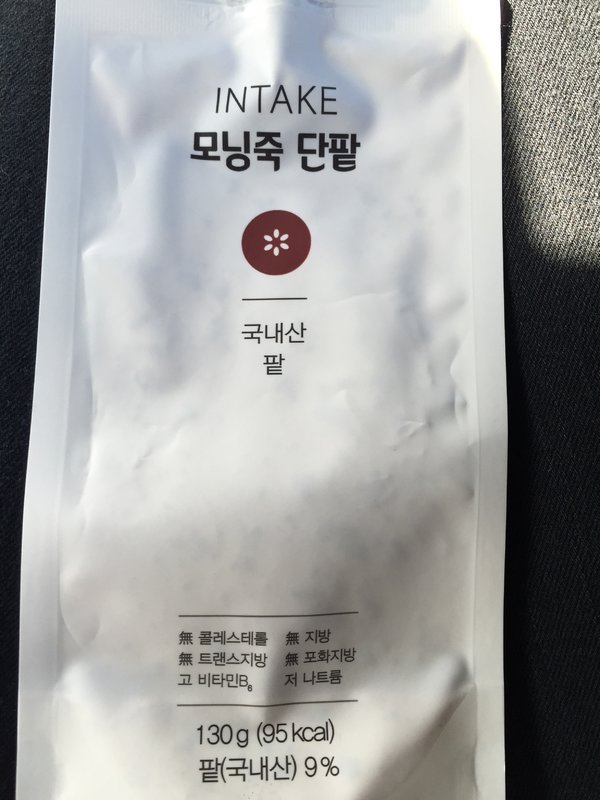 INTAKE
모닝죽 단팥
국내산
팥
無 콜레스테롤 無 지방
無 트랜스지방 無 포화지방
고 비타민B₆ 저 나트륨
130g (95kcal)
팥(국내산) 9%